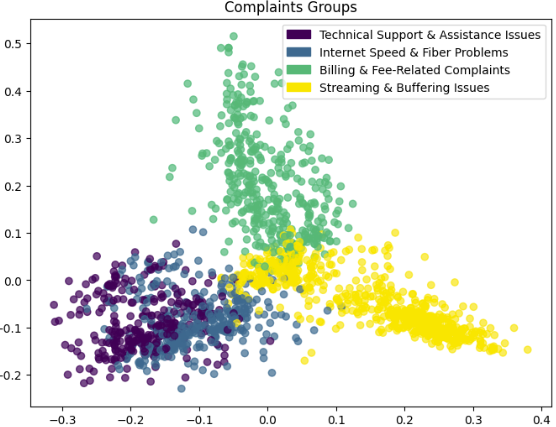 Complaints Groups
Technical Support & Assistance Issues
Internet Speed & Fiber Problems
Billing & Fee-Related Complaints
Streaming & Buffering Issues
0.5
0.4
0.3
0.2
0.1
0.0
-0.1
-0.2
−0.3 −0.2 −0.1 0.0 0.1 0.2 0.3 0.4